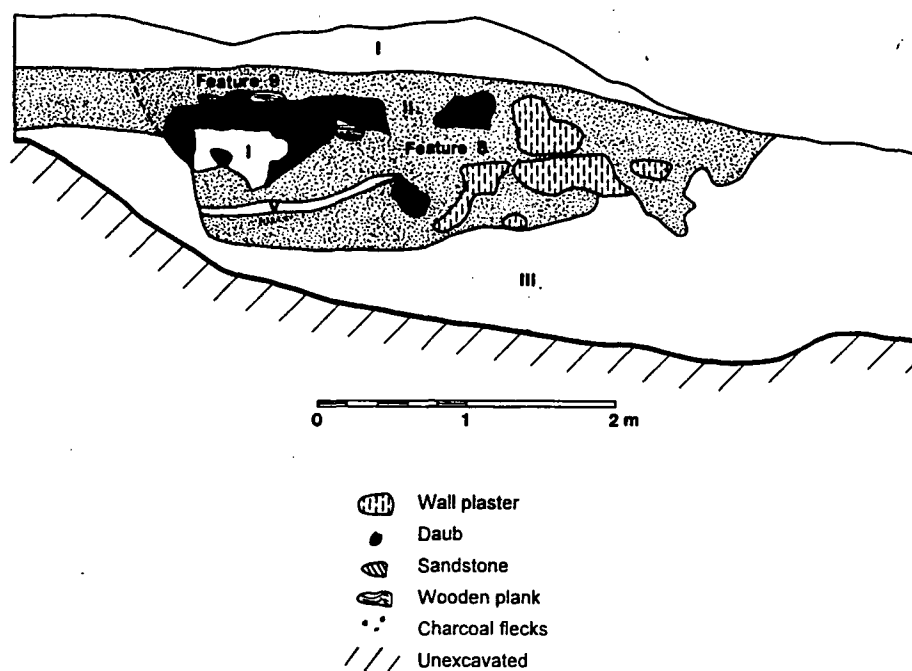 I
Feature 9
II
I
Feature 8
V
III
0 1 2 m
Wall plaster
Daub
Sandstone
Wooden plank
Charcoal flecks
Unexcavated